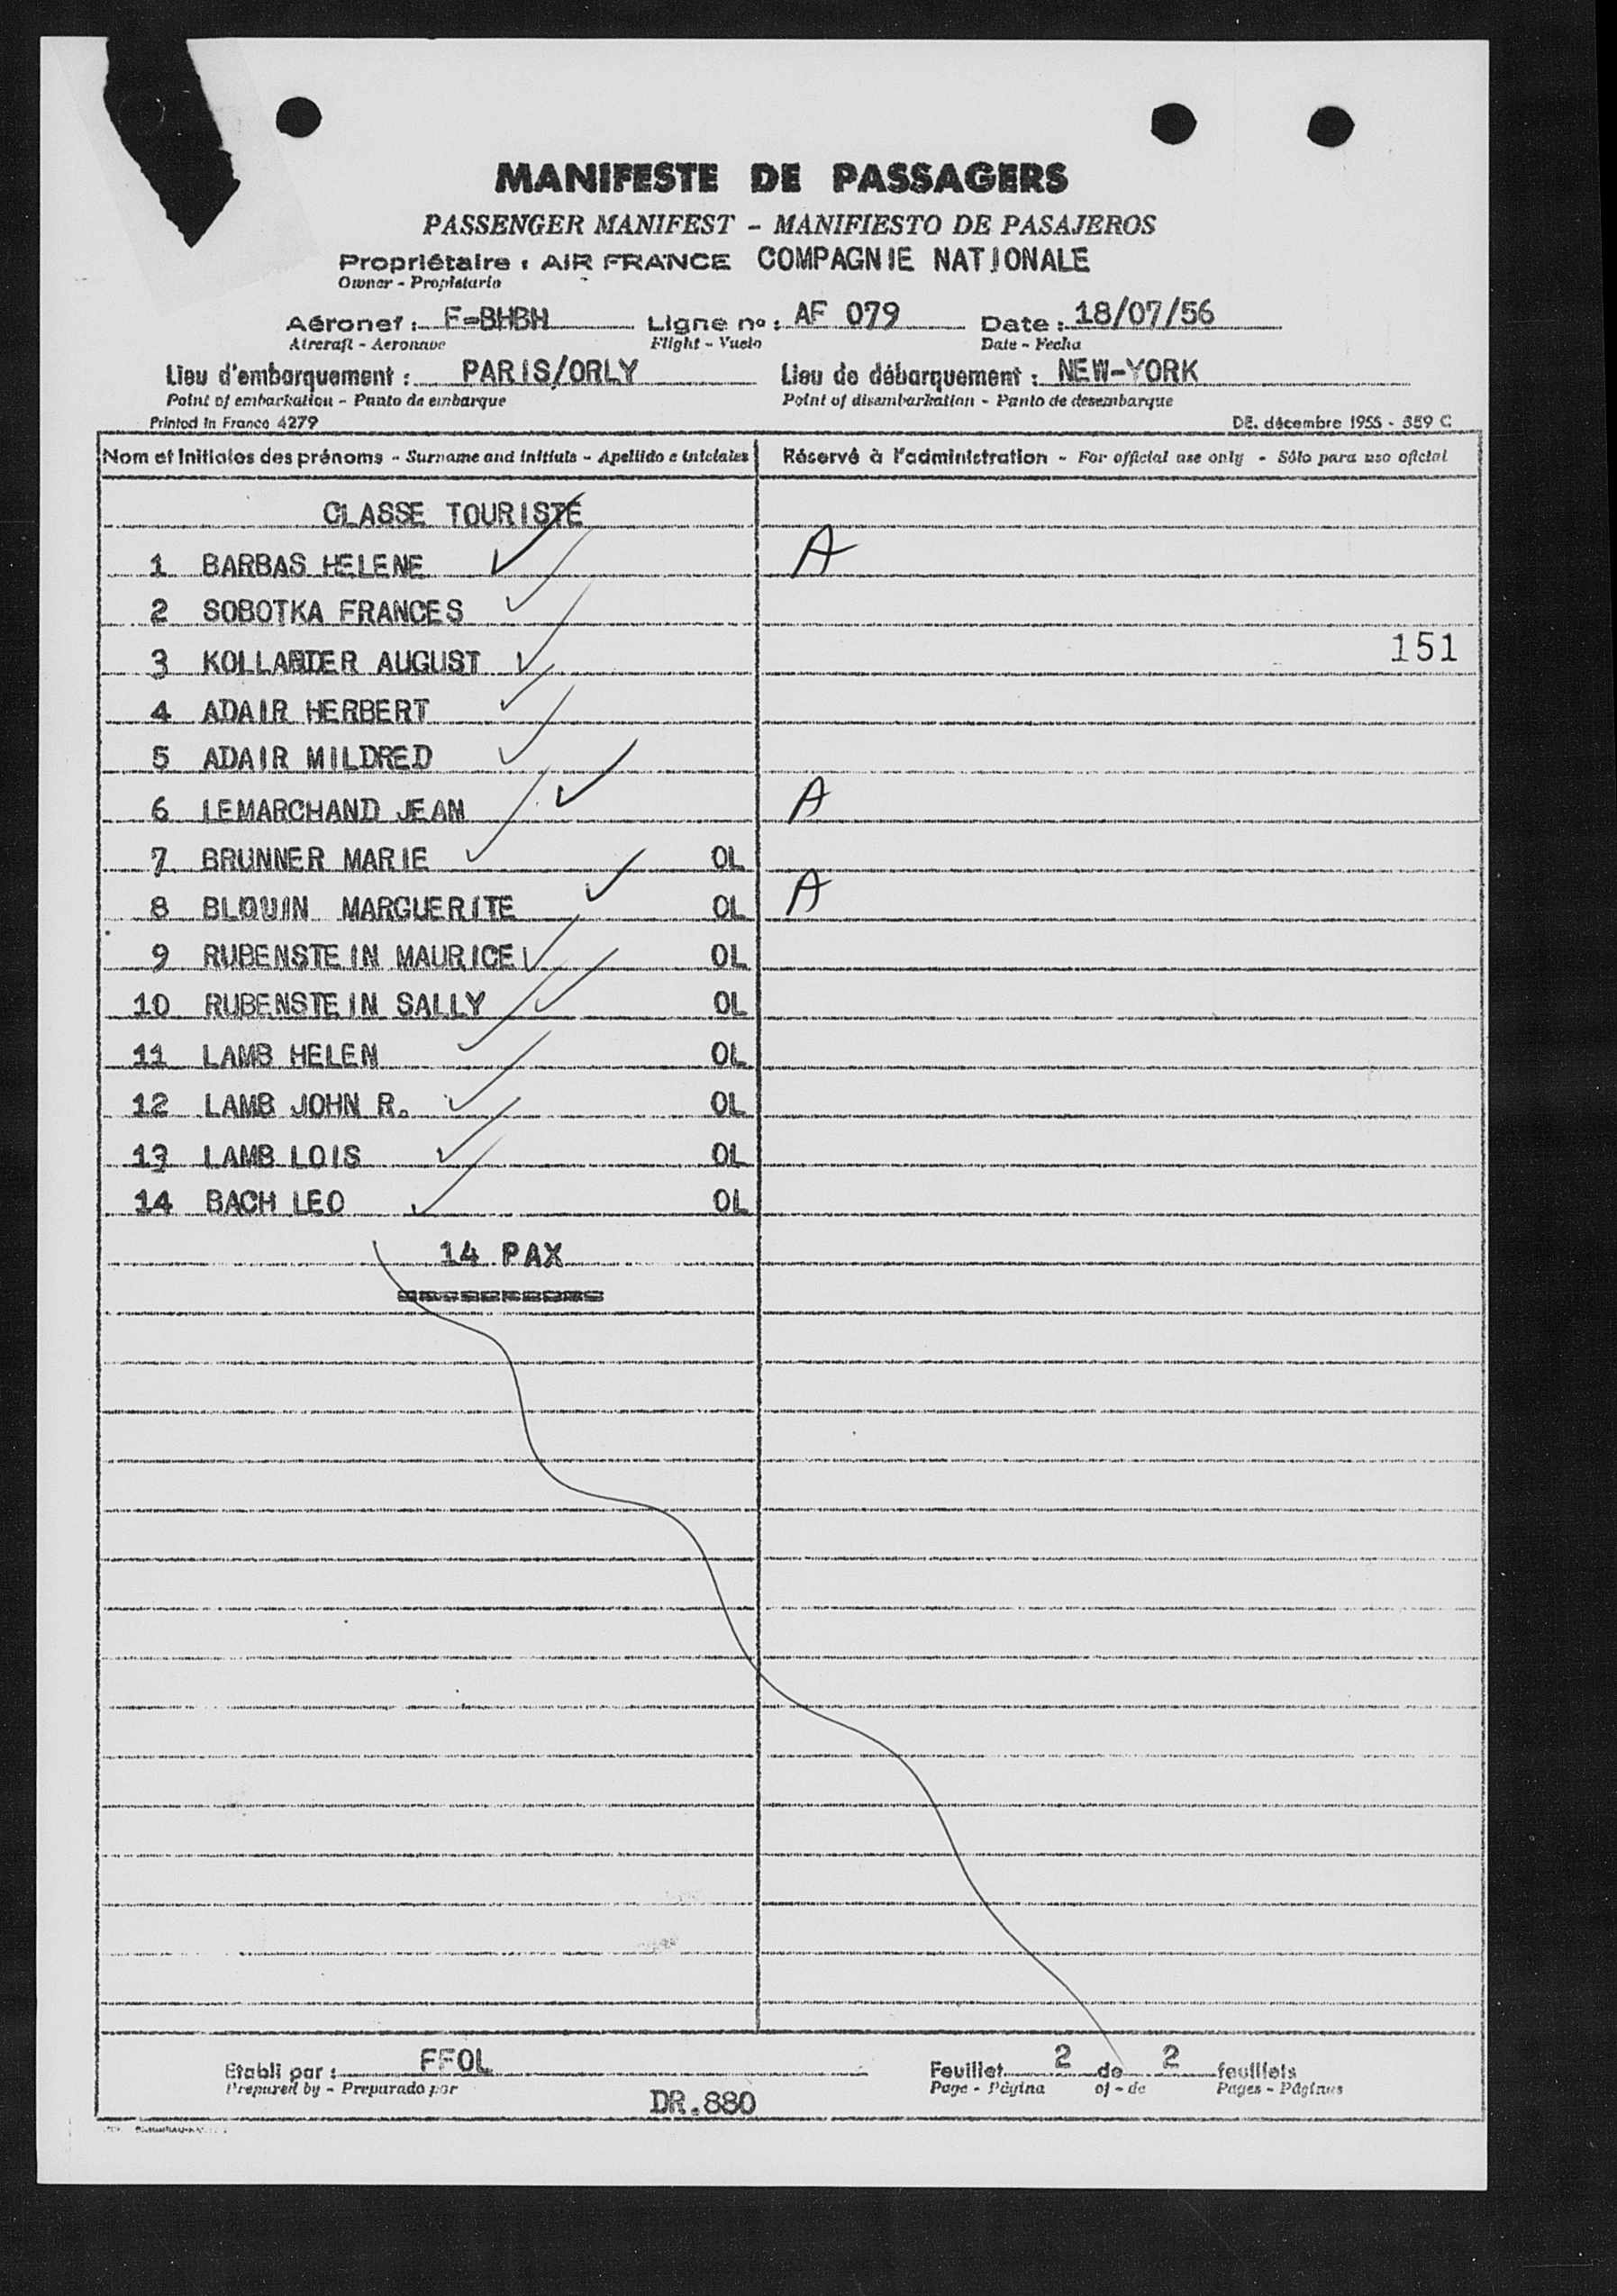 MANIFESTE DE PASSAGERS
PASSENGER MANIFEST - MANIFIESTO DE PASAJEROS
Propriétaire : AIR FRANCE COMPAGNIE NATIONALE
Owner - Propietario
Aéronef : F-BHBH Ligne no : AF 079 Date : 18/07/56
Aircraft - Aeronave Flight - Vuelo Date - Fecha
Lieu d'embarquement : PARIS/ORLY Lieu de débarquement : NEW-YORK
Point of embarkation - Punto de embarque Point of disembarkation - Punto de desembarque
Printed in France 4279 DE. décembre 1955 - 859 C
Nom et Initiales des prénoms - Surname and initials - Apellido e iniciales Réservé à l'administration - For official use only - Sólo para uso oficial
CLASSE TOURISTE
1 BARBAS HELENE A
2 SOBOTKA FRANCES
151
3 KOLLANDER AUGUST
4 ADAIR HERBERT
5 ADAIR MILDRED
6 LEMARCHAND JEAN A
7 BRUNNER MARIE OL
8 BLOUIN MARGUERITE OL A
9 RUBENSTEIN MAURICE OL
10 RUBENSTEIN SALLY OL
11 LAMB HELEN OL
12 LAMB JOHN R. OL
13 LAMB LOIS OL
14 BACH LEO OL
14 PAX
Etabli par : FFOL Feuillet 2 de 2 feuillets
Prepared by - Preparado por Page - Página of - de Pages - Páginas
DR.880